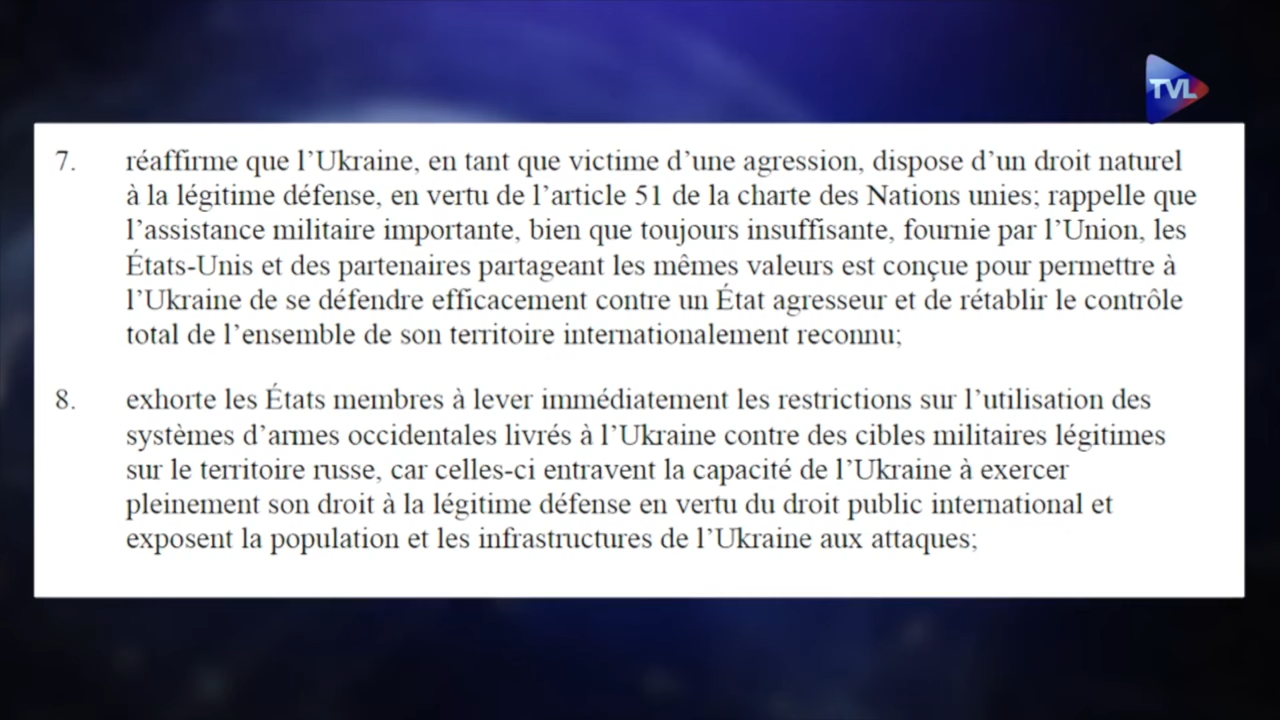 TVL
7. réaffirme que l’Ukraine, en tant que victime d’une agression, dispose d’un droit naturel
à la légitime défense, en vertu de l’article 51 de la charte des Nations unies; rappelle que
l’assistance militaire importante, bien que toujours insuffisante, fournie par l’Union, les
États-Unis et des partenaires partageant les mêmes valeurs est conçue pour permettre à
l’Ukraine de se défendre efficacement contre un État agresseur et de rétablir le contrôle
total de l’ensemble de son territoire internationalement reconnu;
8. exhorte les États membres à lever immédiatement les restrictions sur l’utilisation des
systèmes d’armes occidentales livrés à l’Ukraine contre des cibles militaires légitimes
sur le territoire russe, car celles-ci entravent la capacité de l’Ukraine à exercer
pleinement son droit à la légitime défense en vertu du droit public international et
exposent la population et les infrastructures de l’Ukraine aux attaques;